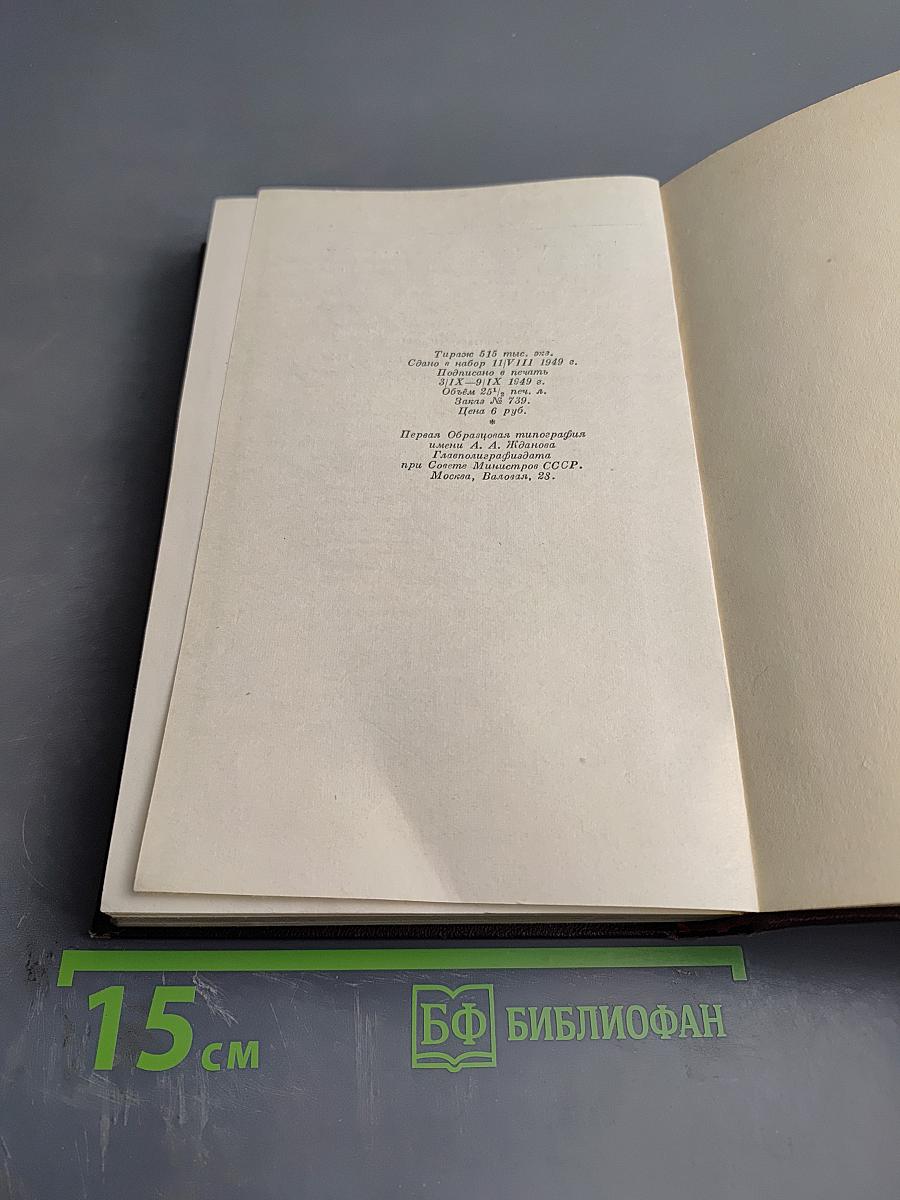 Тираж 515 тыс. экз.
Сдано в набор 11/VIII 1949 г.
Подписано в печать
3/IX—9/IX 1949 г.
Объём 25½ печ. л.
Заказ № 739.
Цена 6 руб.
*
Первая Образцовая типография
имени А. А. Жданова
Главполиграфиздата
при Совете Министров СССР.
Москва, Валовая, 28.
15 см
БФ БИБЛИОФАН